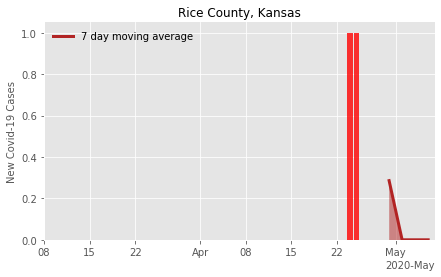 Rice County, Kansas
7 day moving average
New Covid-19 Cases
1.0
0.8
0.6
0.4
0.2
0.0
08 15 22 Apr 08 15 22 May
2020-May